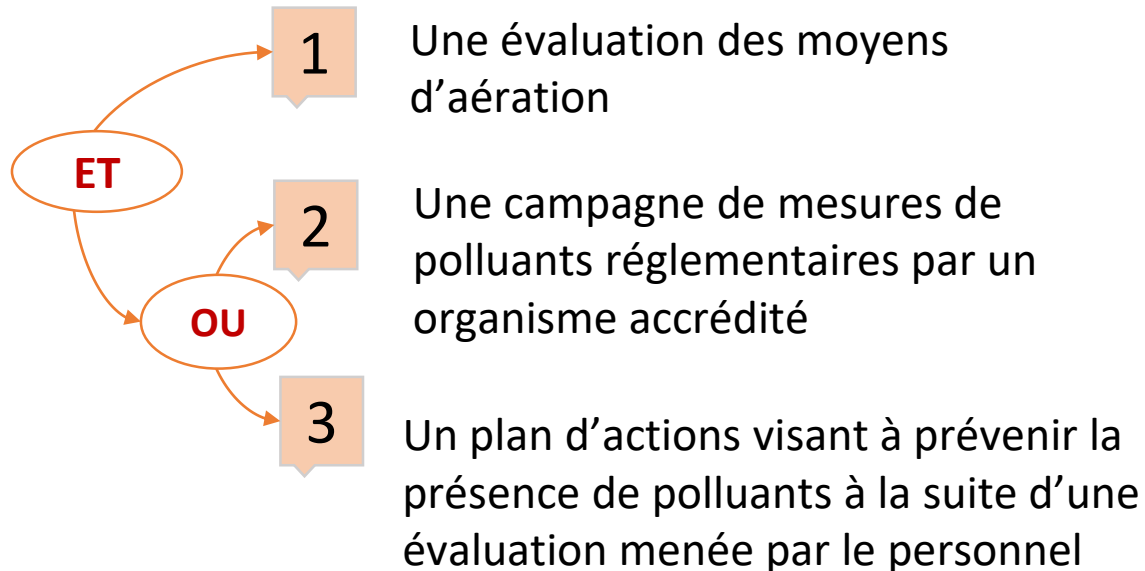 1
Une évaluation des moyens
d’aération
ET
2
Une campagne de mesures de
polluants réglementaires par un
organisme accrédité
OU
3
Un plan d’actions visant à prévenir la
présence de polluants à la suite d’une
évaluation menée par le personnel